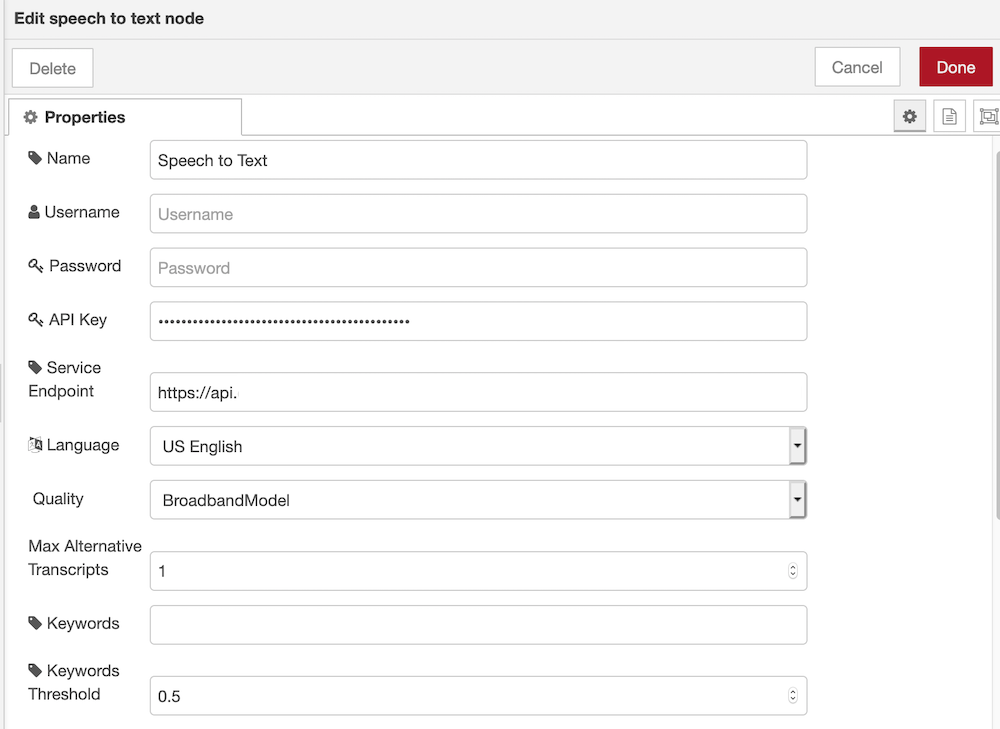 Edit speech to text node
Delete
Cancel
Done
Properties
Name
Speech to Text
Username
Username
Password
Password
API Key
••••••••••••••••••••••••••••••••••••••••••••
Service
Endpoint
https://api.
Language
US English
Quality
BroadbandModel
Max Alternative
Transcripts
1
Keywords
Keywords
Threshold
0.5